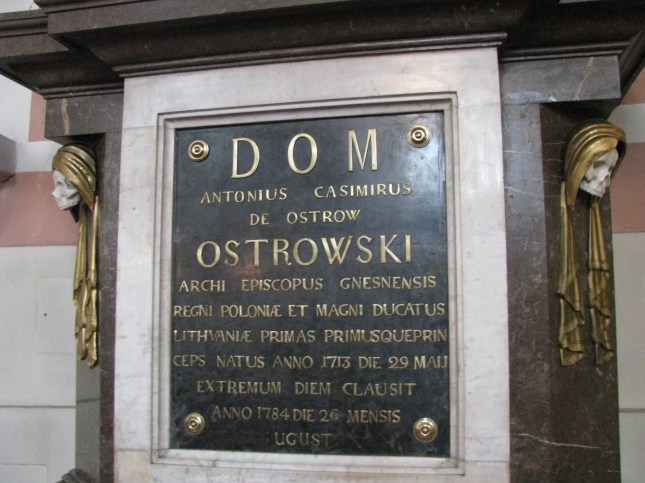 DOM
ANTONIUS CASIMIRUS
DE OSTROW
OSTROWSKI
ARCHI EPISCOPUS GNESNENSIS
REGNI POLONIÆ ET MAGNI DUCATUS
LITHVANIÆ PRIMAS PRIMUSQUEPRIN
CEPS NATUS ANNO 1713 DIE 29 MAIJ
EXTREMUM DIEM CLAUSIT
ANNO 1784 DIE 26 MENSIS
UGUST